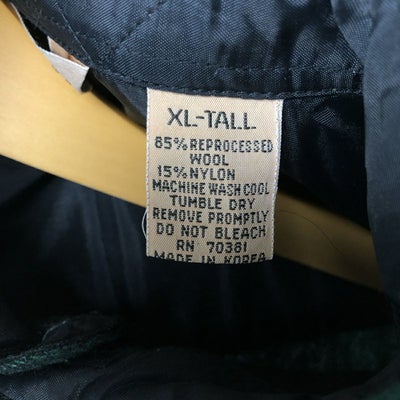 XL-TALL
85% REPROCESSED
WOOL
15% NYLON
MACHINE WASH COOL
TUMBLE DRY
REMOVE PROMPTLY
DO NOT BLEACH
RN 70381
MADE IN KOREA